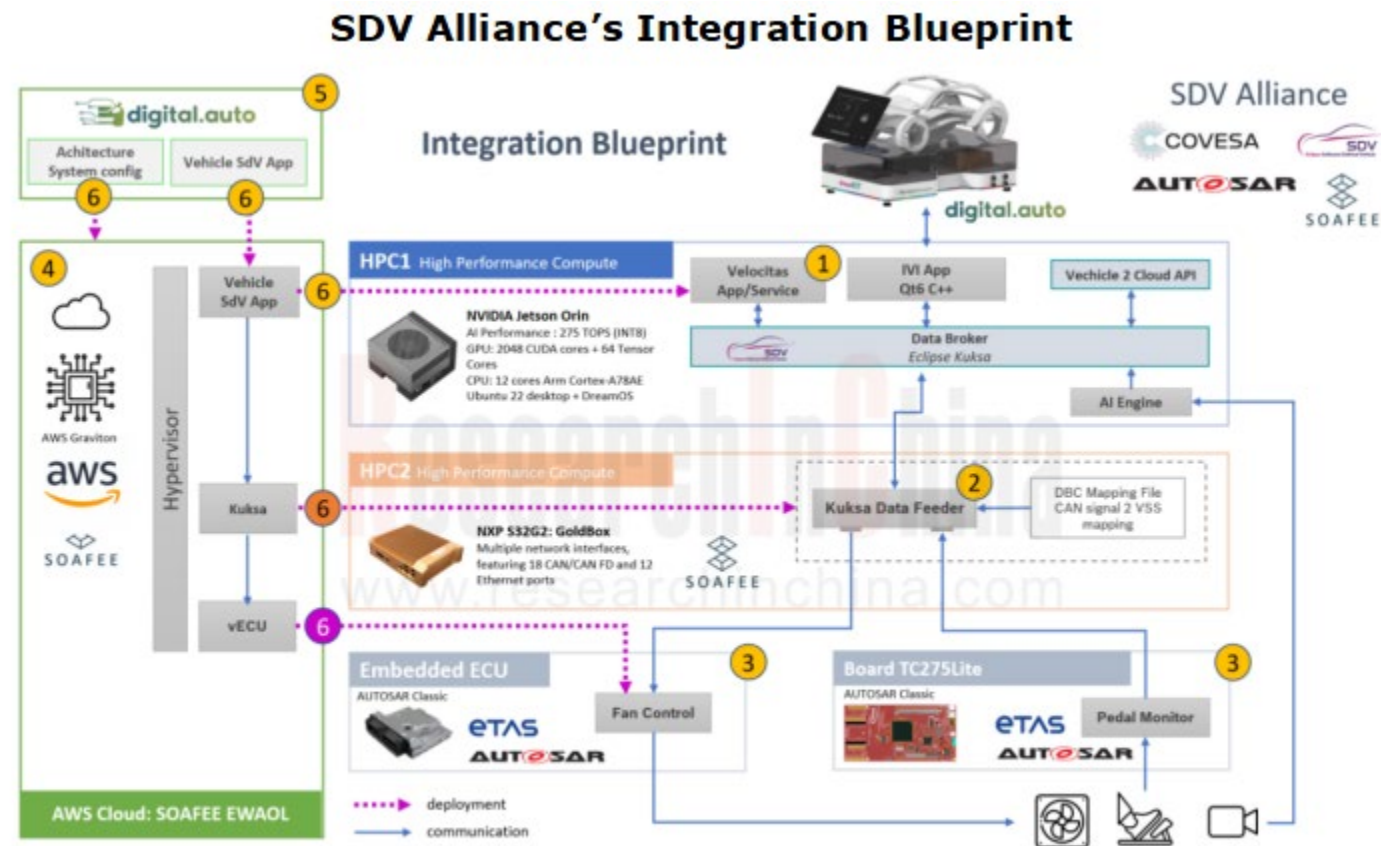 SDV Alliance's Integration Blueprint
5
digital.auto
Achitecture
System config
Vehicle SdV App
6
6
Integration Blueprint
digital.auto
SDV Alliance
COVESA
SDV
AUTOSAR
SOAFEE
4
Hypervisor
Vehicle
SdV App
6
AWS Graviton
aws
SOAFEE
Kuksa
6
vECU
6
AWS Cloud: SOAFEE EWAOL
HPC1 High Performance Compute
NVIDIA Jetson Orin
AI Performance : 275 TOPS (INT8)
GPU: 2048 CUDA cores + 64 Tensor
Cores
CPU: 12 cores Arm Cortex-A78AE
Ubuntu 22 desktop + DreamOS
Velocitas
App/Service
1
IVI App
Qt6 C++
Vechicle 2 Cloud API
SDV
Data Broker
Eclipse Kuksa
AI Engine
ResearchInChina
www.researchinchina.com
HPC2 High Performance Compute
NXP S32G2: GoldBox
Multiple network interfaces,
featuring 18 CAN/CAN FD and 12
Ethernet ports
SOAFEE
Kuksa Data Feeder
2
DBC Mapping File
CAN signal 2 VSS
mapping
Embedded ECU
3
AUTOSAR Classic
eTAS
AUTOSAR
Fan Control
Board TC275Lite
3
AUTOSAR Classic
eTAS
AUTOSAR
Pedal Monitor
deployment
communication